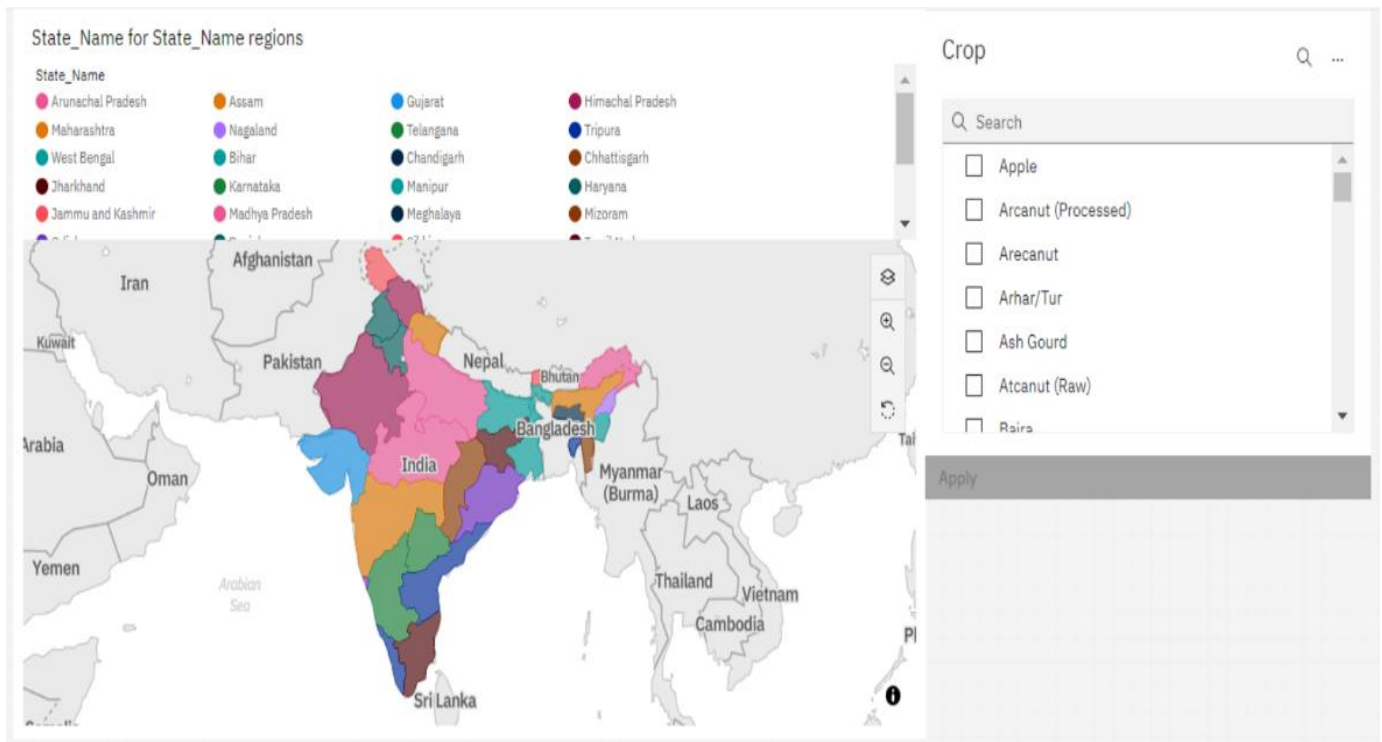 State_Name for State_Name regions
State_Name
Arunachal Pradesh Assam Gujarat Himachal Pradesh
Maharashtra Nagaland Telangana Tripura
West Bengal Bihar Chandigarh Chhattisgarh
Jharkhand Karnataka Manipur Haryana
Jammu and Kashmir Madhya Pradesh Meghalaya Mizoram
Afghanistan
Iran
Kuwait
Pakistan
Nepal
Bhutan
Bangladesh
Arabia
India
Oman
Myanmar
(Burma)
Laos
Yemen
Arabian
Sea
Thailand
Vietnam
Cambodia
Sri Lanka
Crop
...
Search
Apple
Arcanut (Processed)
Arecanut
Arhar/Tur
Ash Gourd
Atcanut (Raw)
Bajra
Apply